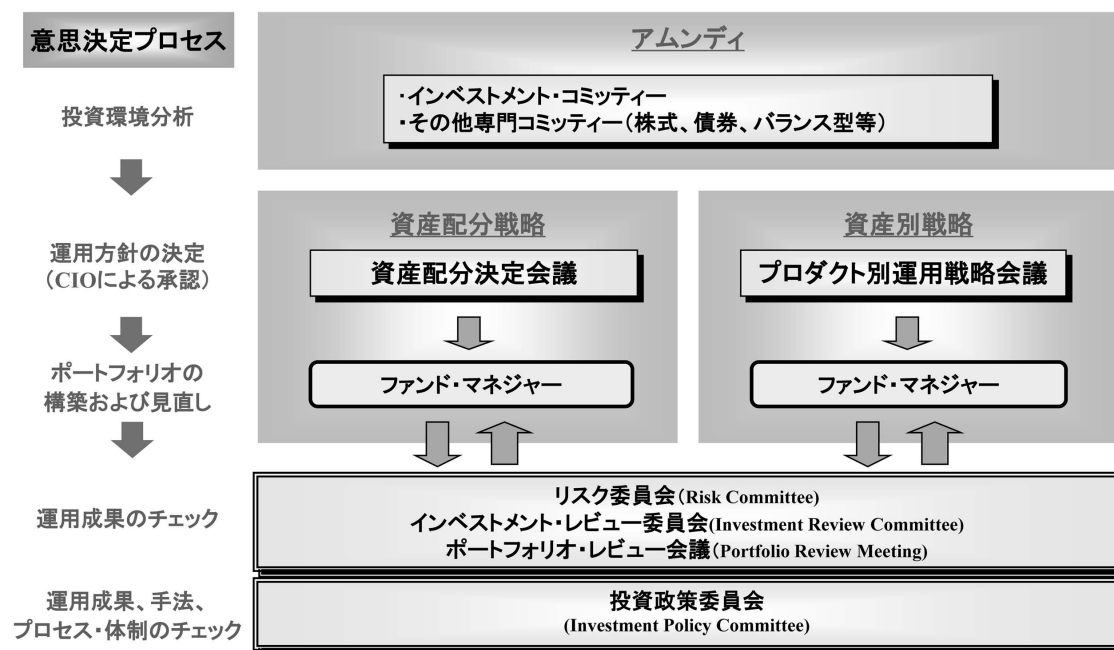 意思決定プロセス
アムンディ
投資環境分析
・インベストメント・コミッティー
・その他専門コミッティー(株式、債券、バランス型等)
運用方針の決定
(CIOによる承認)
資産配分戦略
資産配分決定会議
資産別戦略
プロダクト別運用戦略会議
ポートフォリオの
構築および見直し
ファンド・マネジャー
ファンド・マネジャー
運用成果のチェック
リスク委員会(Risk Committee)
インベストメント・レビュー委員会(Investment Review Committee)
ポートフォリオ・レビュー会議(Portfolio Review Meeting)
運用成果、手法、
プロセス・体制のチェック
投資政策委員会
(Investment Policy Committee)